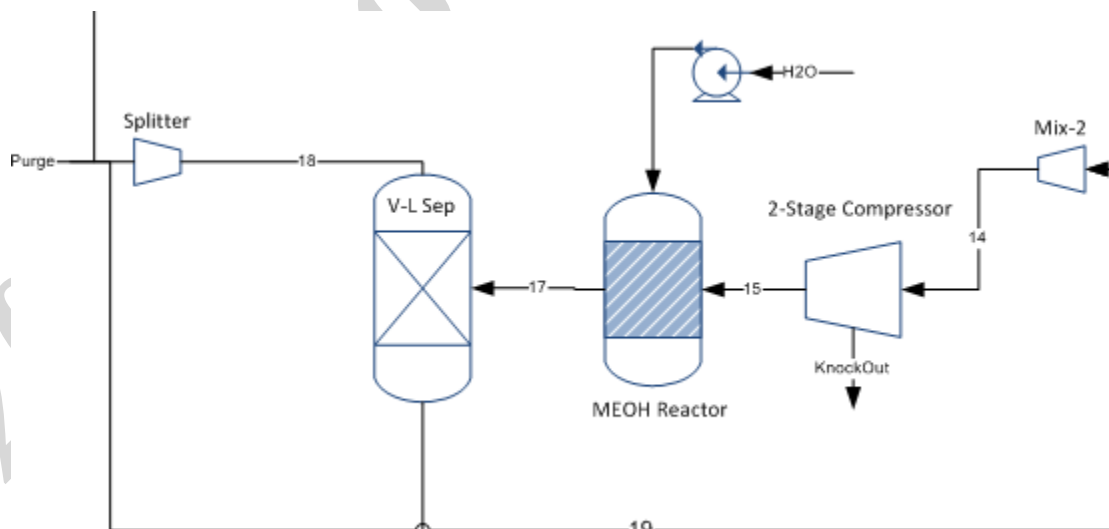 H2O
Splitter
Mix-2
Purge
18
V-L Sep
2-Stage Compressor
14
17
15
KnockOut
MEOH Reactor
19